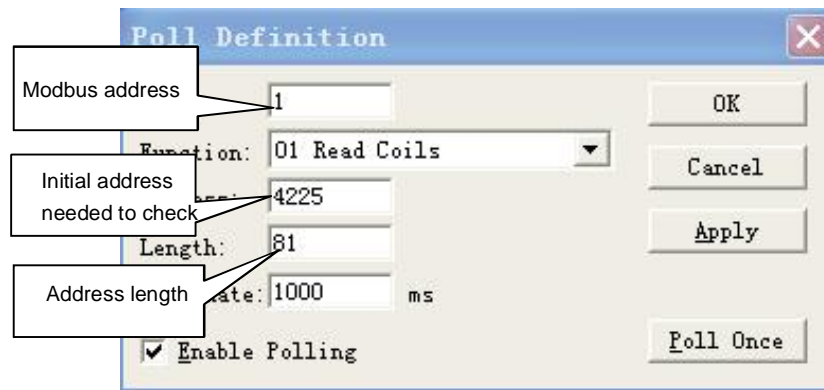 Poll Definition
Modbus address
1
OK
Function: 01 Read Coils
Cancel
Initial address
needed to check
4225
Apply
Length: 81
Address length
1000 ms
Enable Polling
Poll Once